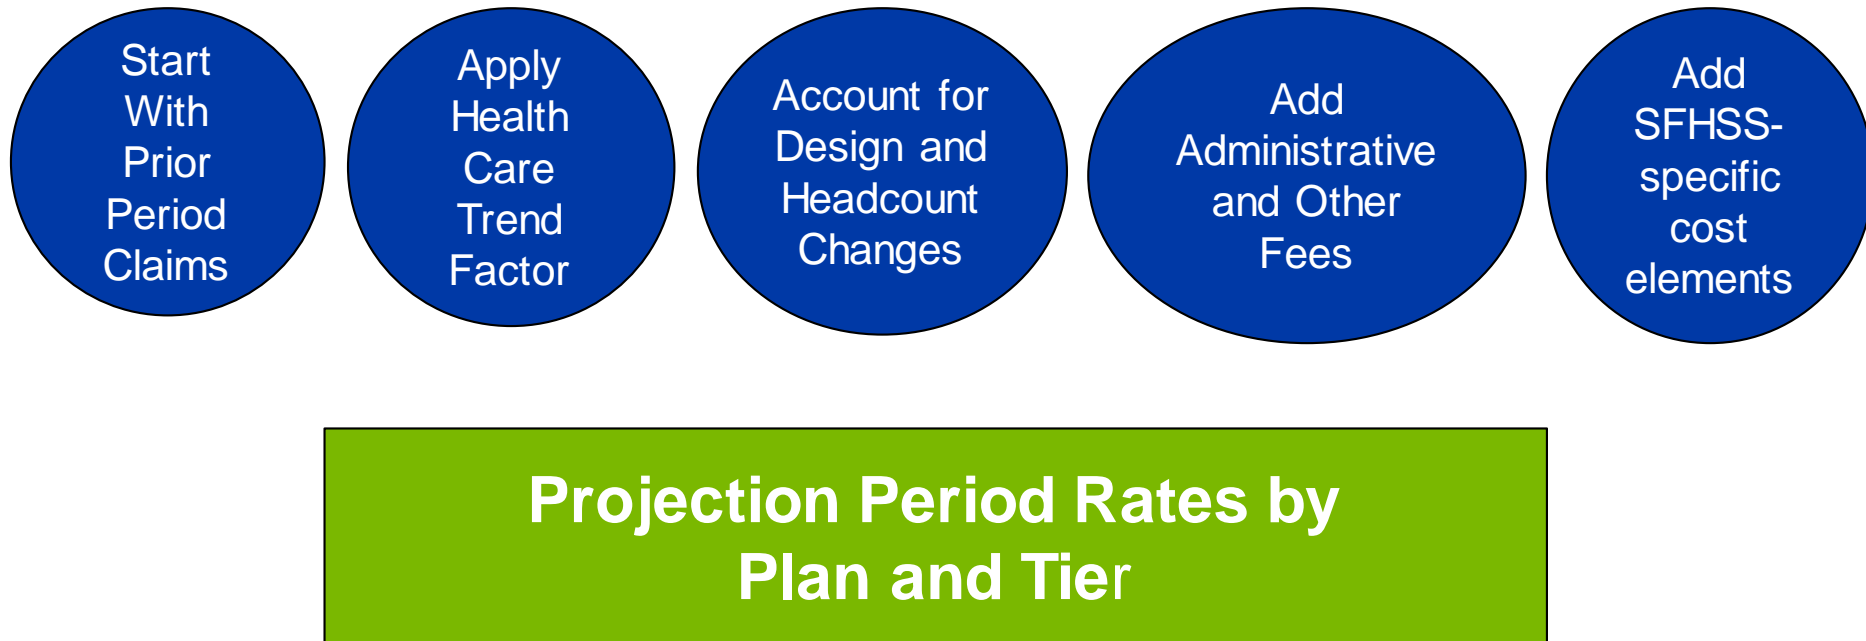 Start
With
Prior
Period
Claims
Apply
Health
Care
Trend
Factor
Account for
Design and
Headcount
Changes
Add
Administrative
and Other
Fees
Add
SFHSS-
specific
cost
elements
Projection Period Rates by
Plan and Tier